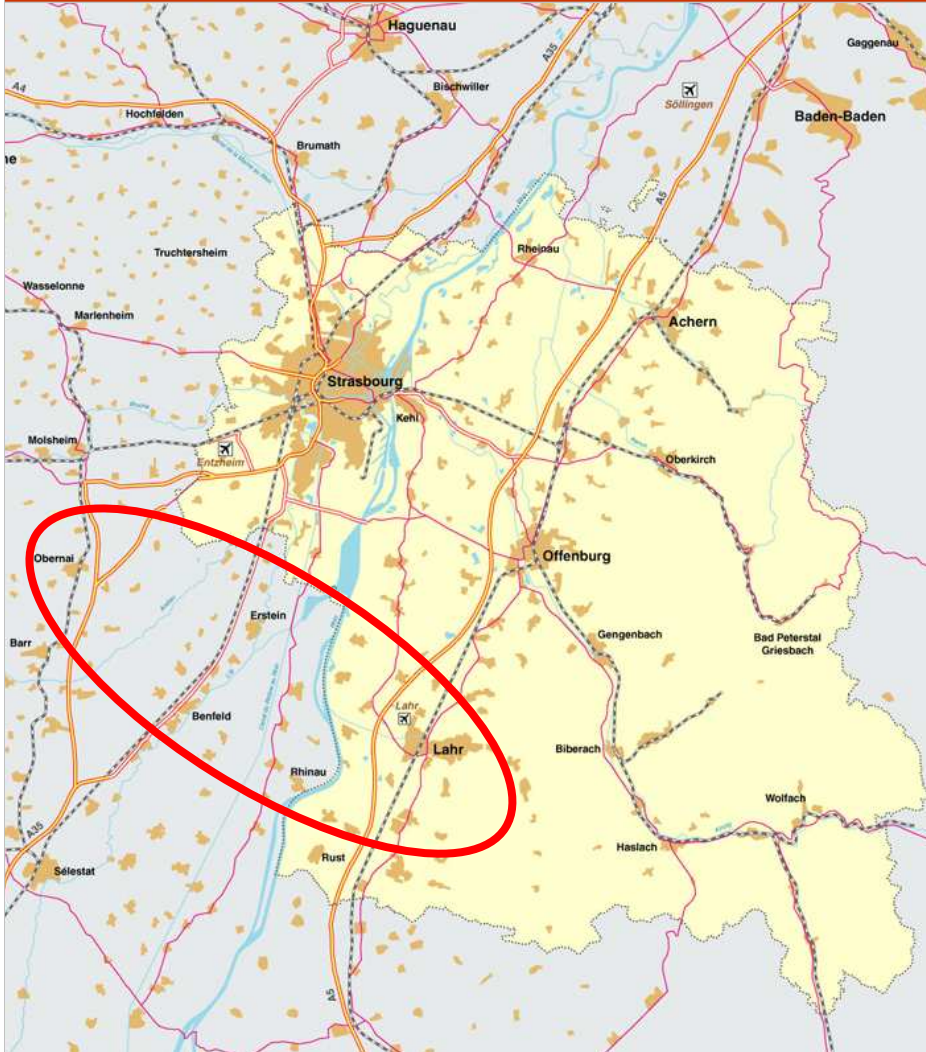 Haguenau
A35
Gaggenau
A4
Bischwiller
Söllingen
Hochfelden
Baden-Baden
Brumath
ne
A5
Truchtersheim
Rheinau
Wasselonne
Marlenheim
Achern
Strasbourg
Kehl
Molsheim
Entzheim
Oberkirch
Obernai
Offenburg
Erstein
Barr
Gengenbach
Bad Peterstal
Griesbach
Lahr
Benfeld
Lahr
Biberach
Rhinau
Wolfach
A35
Haslach
Rust
Sélestat
A5